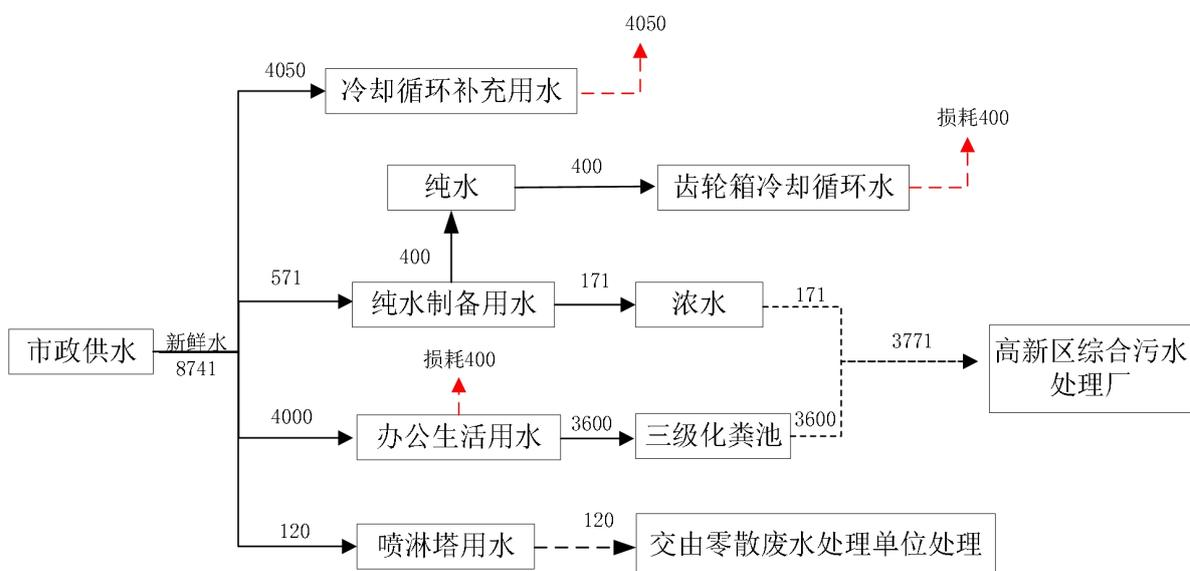 4050
4050
冷却循环补充用水
损耗400
纯水
400
齿轮箱冷却循环水
400
571
纯水制备用水
171
浓水
171
市政供水
新鲜水
8741
3771
高新区综合污水
处理厂
损耗400
4000
办公生活用水
3600
三级化粪池
3600
120
喷淋塔用水
120
交由零散废水处理单位处理